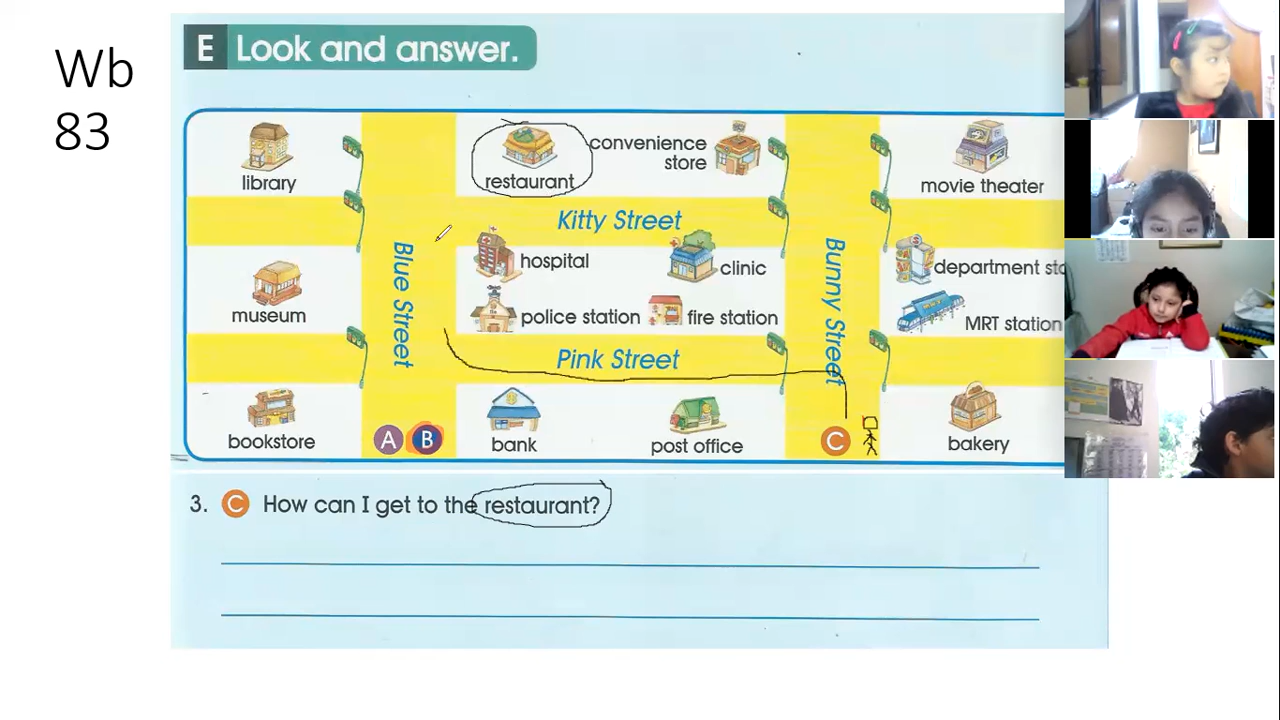 Wb
83
E Look and answer.
library
restaurant
convenience
store
movie theater
Kitty Street
Blue Street
hospital
clinic
Bunny Street
department sto
museum
police station
fire station
MRT station
Pink Street
bookstore
A B
bank
post office
C
bakery
3. C How can I get to the restaurant?